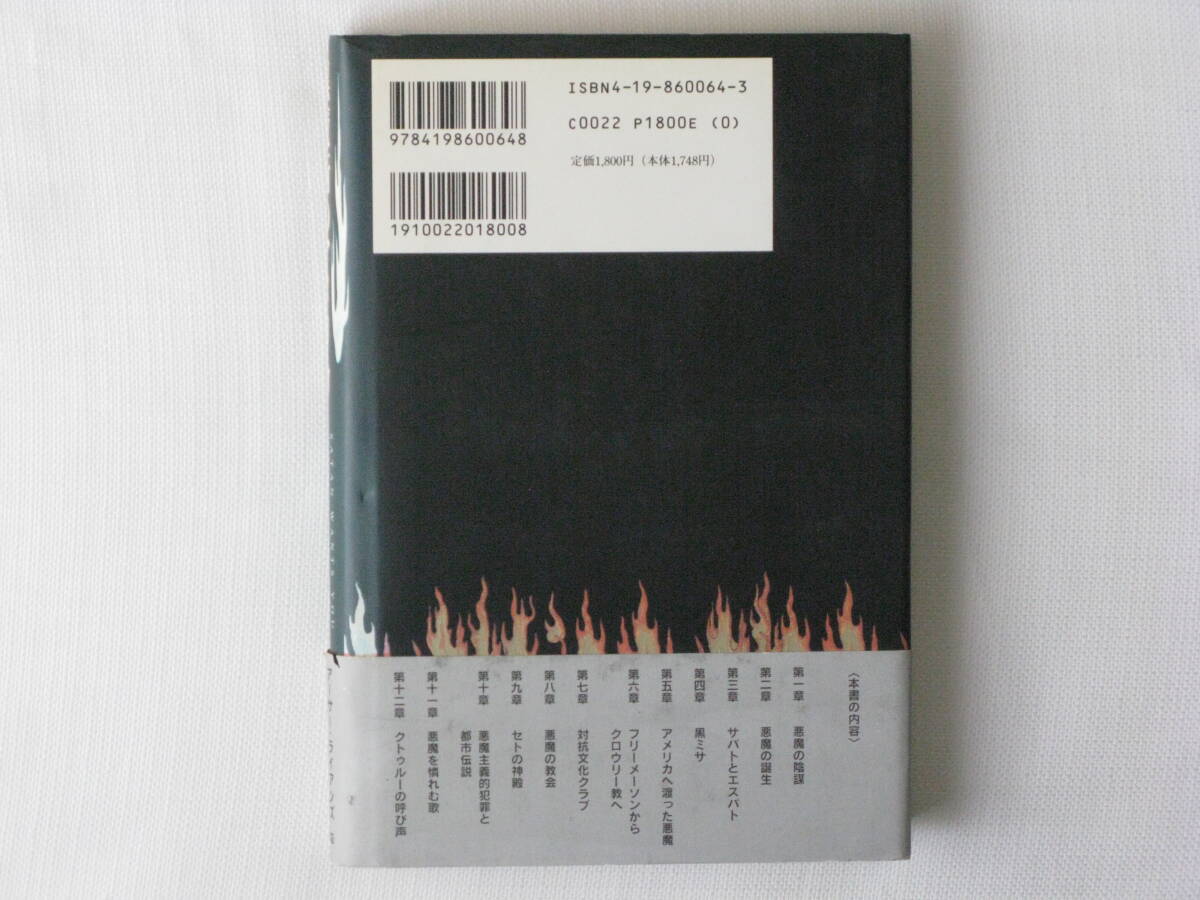 ISBN4-19-860064-3
9784198600648
C0022 P1800E (0)
定価1,800円（本体1,748円）
1910022018008
SATAN WANTS YOU
〈本書の内容〉
第一章 悪魔の陰謀
第二章 悪魔の誕生
第三章 サバトとエスバト
第四章 黒ミサ
第五章 アメリカへ渡った悪魔
第六章 フリーメーソンから
クロウリー教へ
第七章 対抗文化クラブ
第八章 悪魔の教会
第九章 セトの神殿
第十章 悪魔主義的犯罪と
都市伝説
第十一章 悪魔を憐れむ歌
第十二章 クトゥルーの呼び声